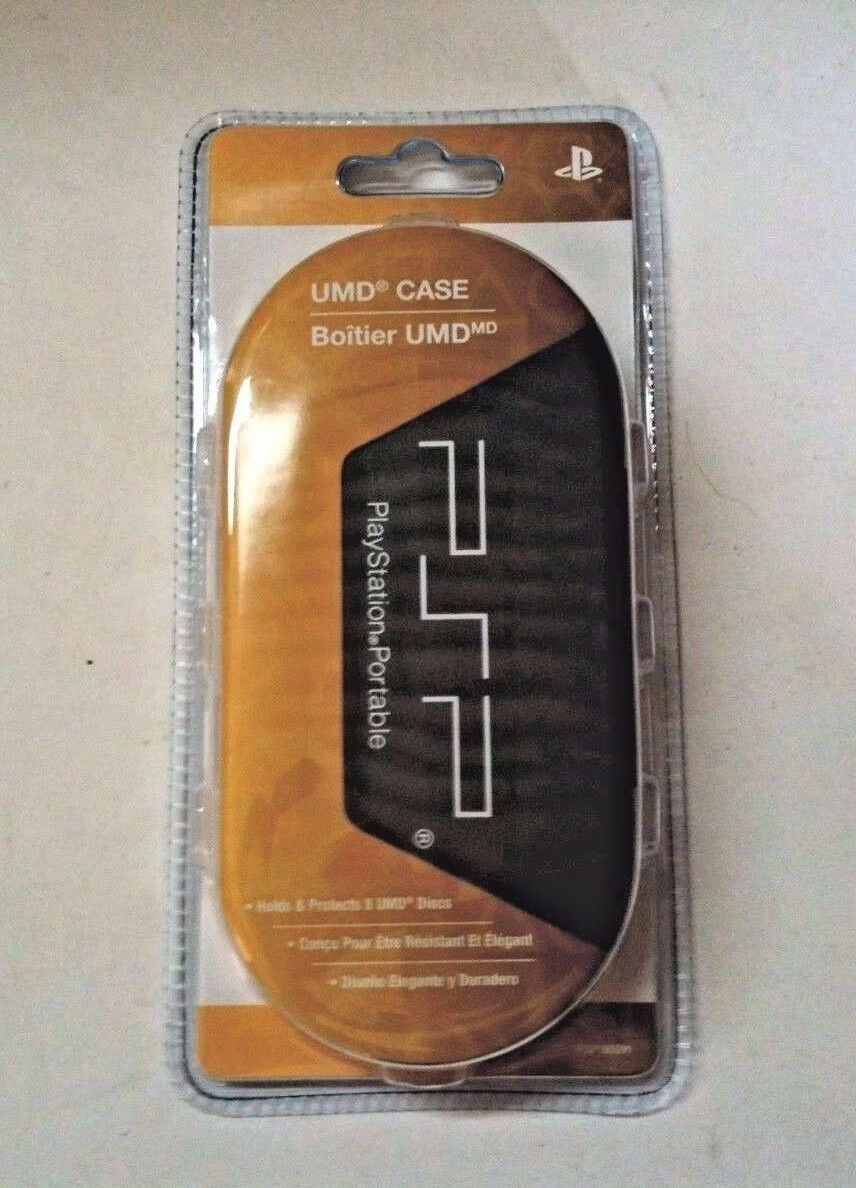 UMD® CASE
Boîtier UMDᴹᴰ
PSP®
PlayStation®Portable
• Holds & Protects 8 UMD® Discs
• Conçu Pour Être Résistant Et Élégant
• Diseño Elegante y Duradero